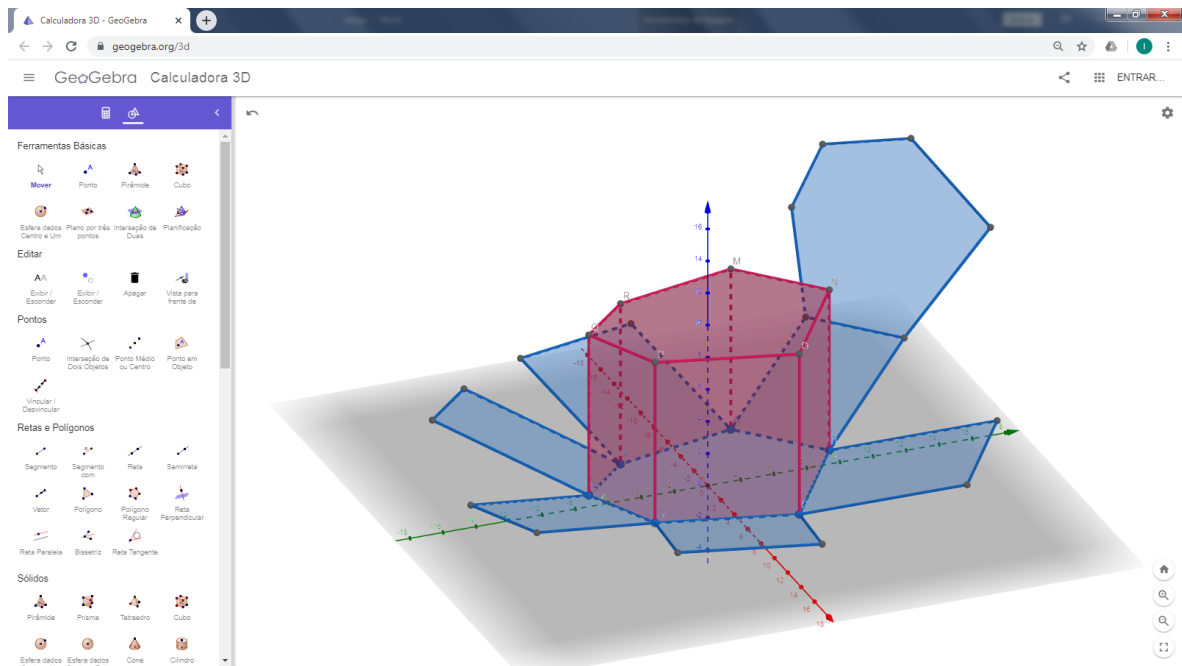 Calculadora 3D - GeoGebra
geogebra.org/3d
GeoGebra Calculadora 3D
ENTRAR...
Ferramentas Básicas
Mover Ponto Pirâmide Cubo
Esfera dados Plano por três Interseção de Planificação
Centro e Um pontos Duas
Editar
Exibir / Exibir / Apagar Vista para
Esconder Esconder frente de
Pontos
Ponto Interseção de Ponto Médio Ponto em
Dois Objetos ou Centro Objeto
Vincular /
Desvincular
Retas e Polígonos
Segmento Segmento Reta Semirreta
com
Vetor Polígono Polígono Reta
Regular Perpendicular
Reta Paralela Bissetriz Reta Tangente
Sólidos
Pirâmide Prisma Tetraedro Cubo
Esfera dados Esfera dados Cone Cilindro
16
14
M
N
R
10
12
14
16
18